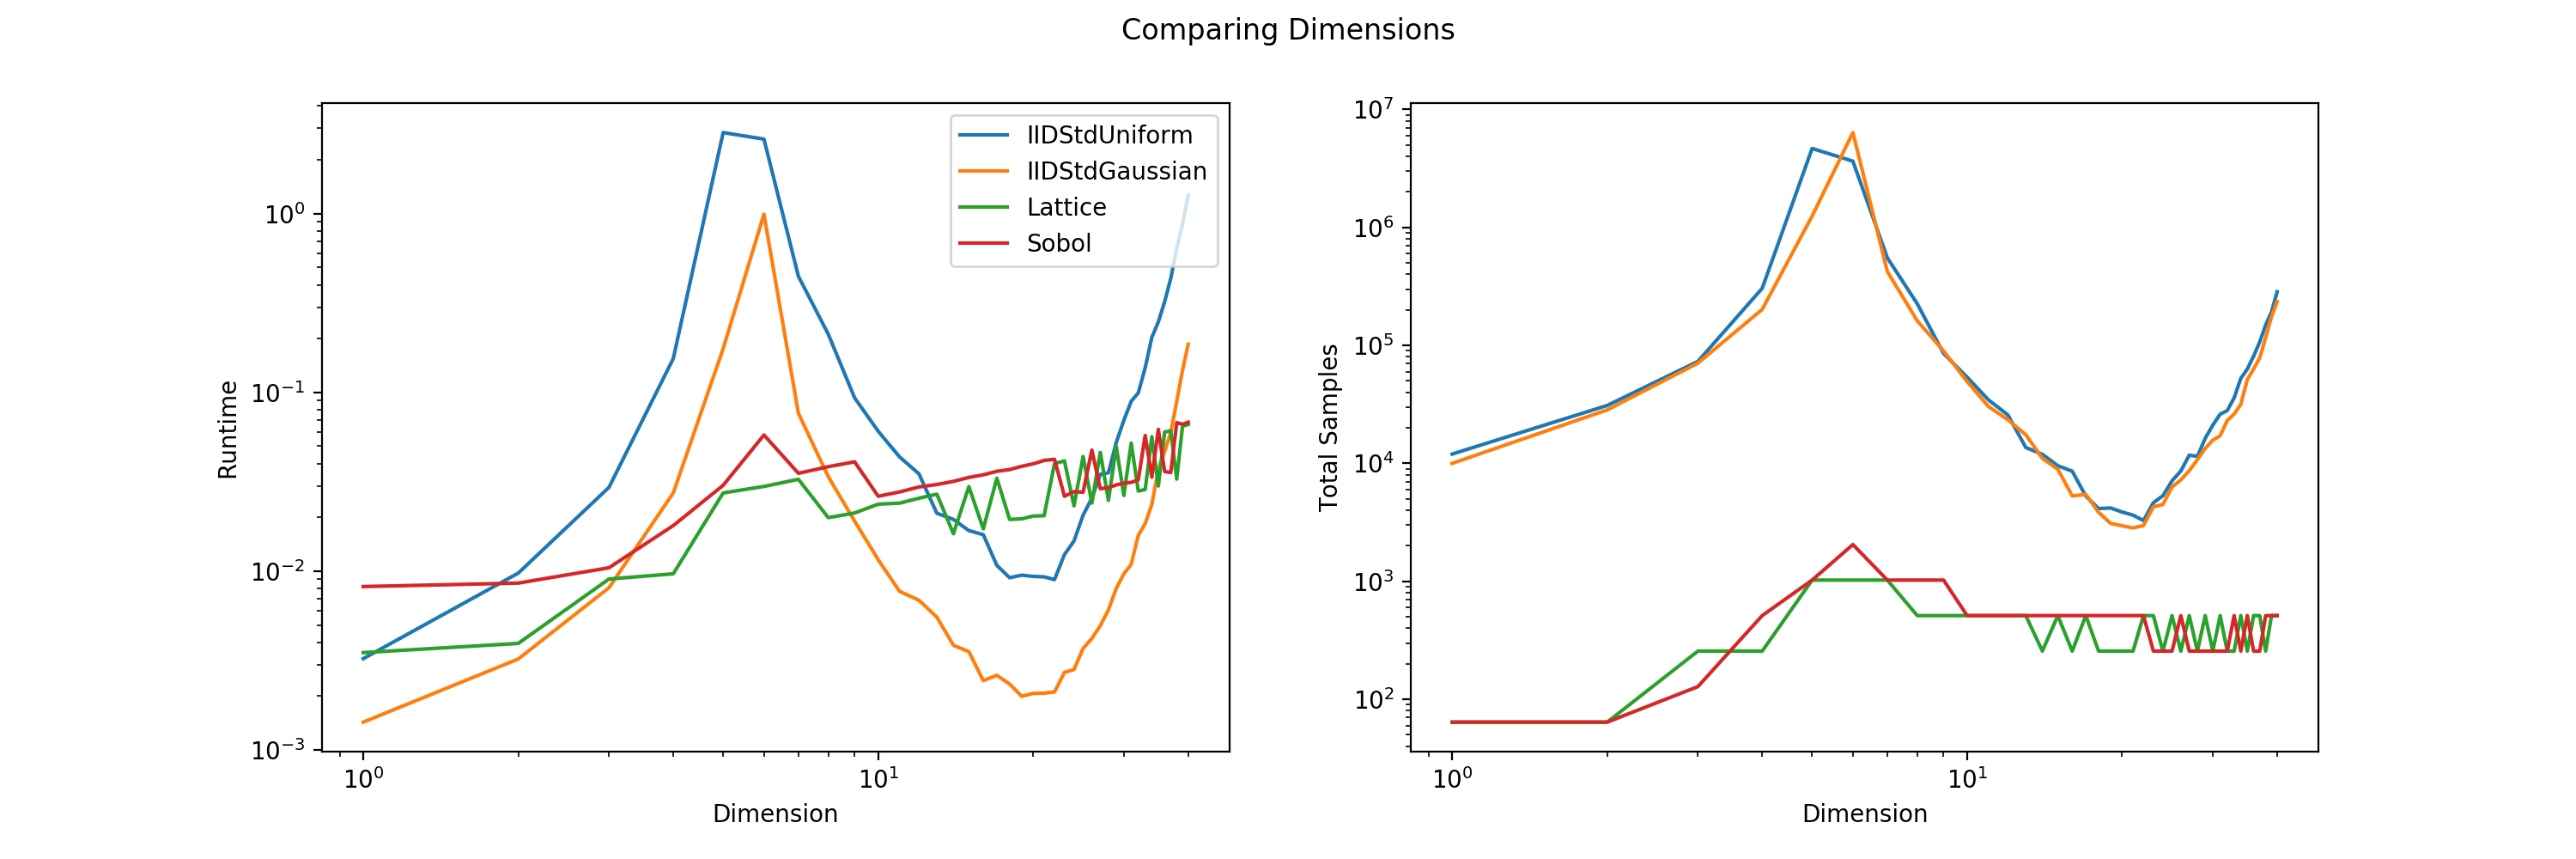 Comparing Dimensions
Runtime
10⁰
10⁻¹
10⁻²
10⁻³
10⁰
10¹
Dimension
IIDStdUniform
IIDStdGaussian
Lattice
Sobol
Total Samples
10⁷
10⁶
10⁵
10⁴
10³
10²
10⁰
10¹
Dimension